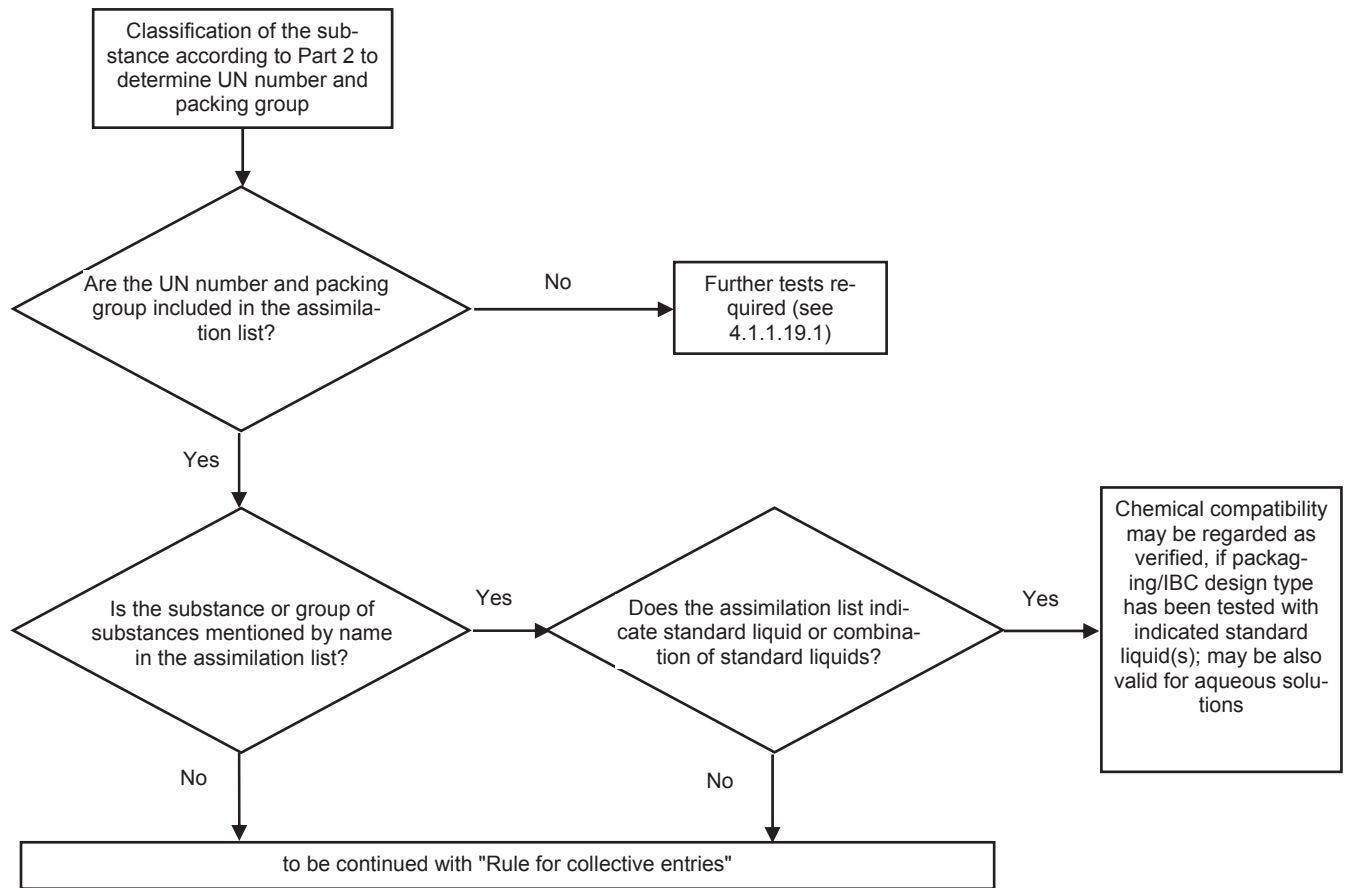 Classification of the sub-
stance according to Part 2 to
determine UN number and
packing group
Are the UN number and packing
group included in the assimila-
tion list?
No
Further tests re-
quired (see
4.1.1.19.1)
Yes
Is the substance or group of
substances mentioned by name
in the assimilation list?
Yes
Does the assimilation list indi-
cate standard liquid or combina-
tion of standard liquids?
Yes
Chemical compatibility
may be regarded as
verified, if packag-
ing/IBC design type
has been tested with
indicated standard
liquid(s); may be also
valid for aqueous solu-
tions
No
No
to be continued with "Rule for collective entries"